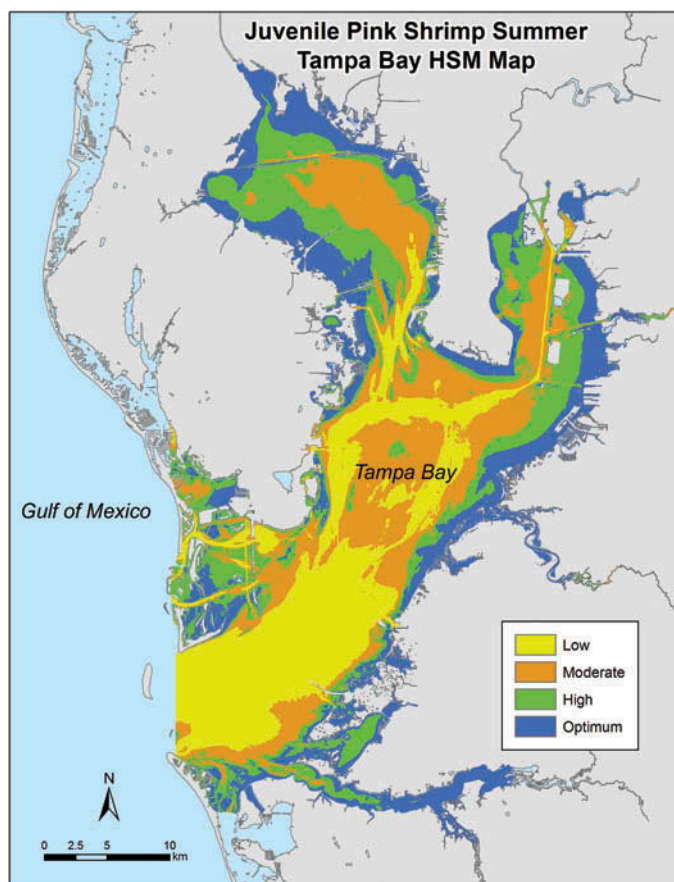 Juvenile Pink Shrimp Summer
Tampa Bay HSM Map
Tampa Bay
Gulf of Mexico
Low
Moderate
High
Optimum
N
0 2.5 5 10
km